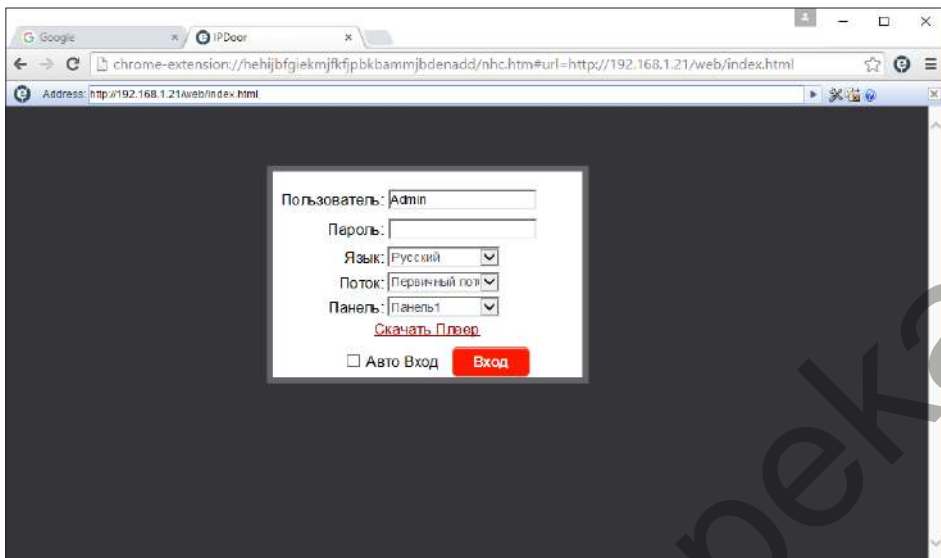 Google
IPDoor
chrome-extension://hehijbfgiekmjfkfjpbkbammjbdenadd/nhc.htm#url=http://192.168.1.21/web/index.html
Address: http://192.168.1.21/web/index.html
Пользователь: Admin
Пароль:
Язык: Русский
Поток: Первичный пот
Панель: Панель1
Скачать Плеер
Авто Вход Вход